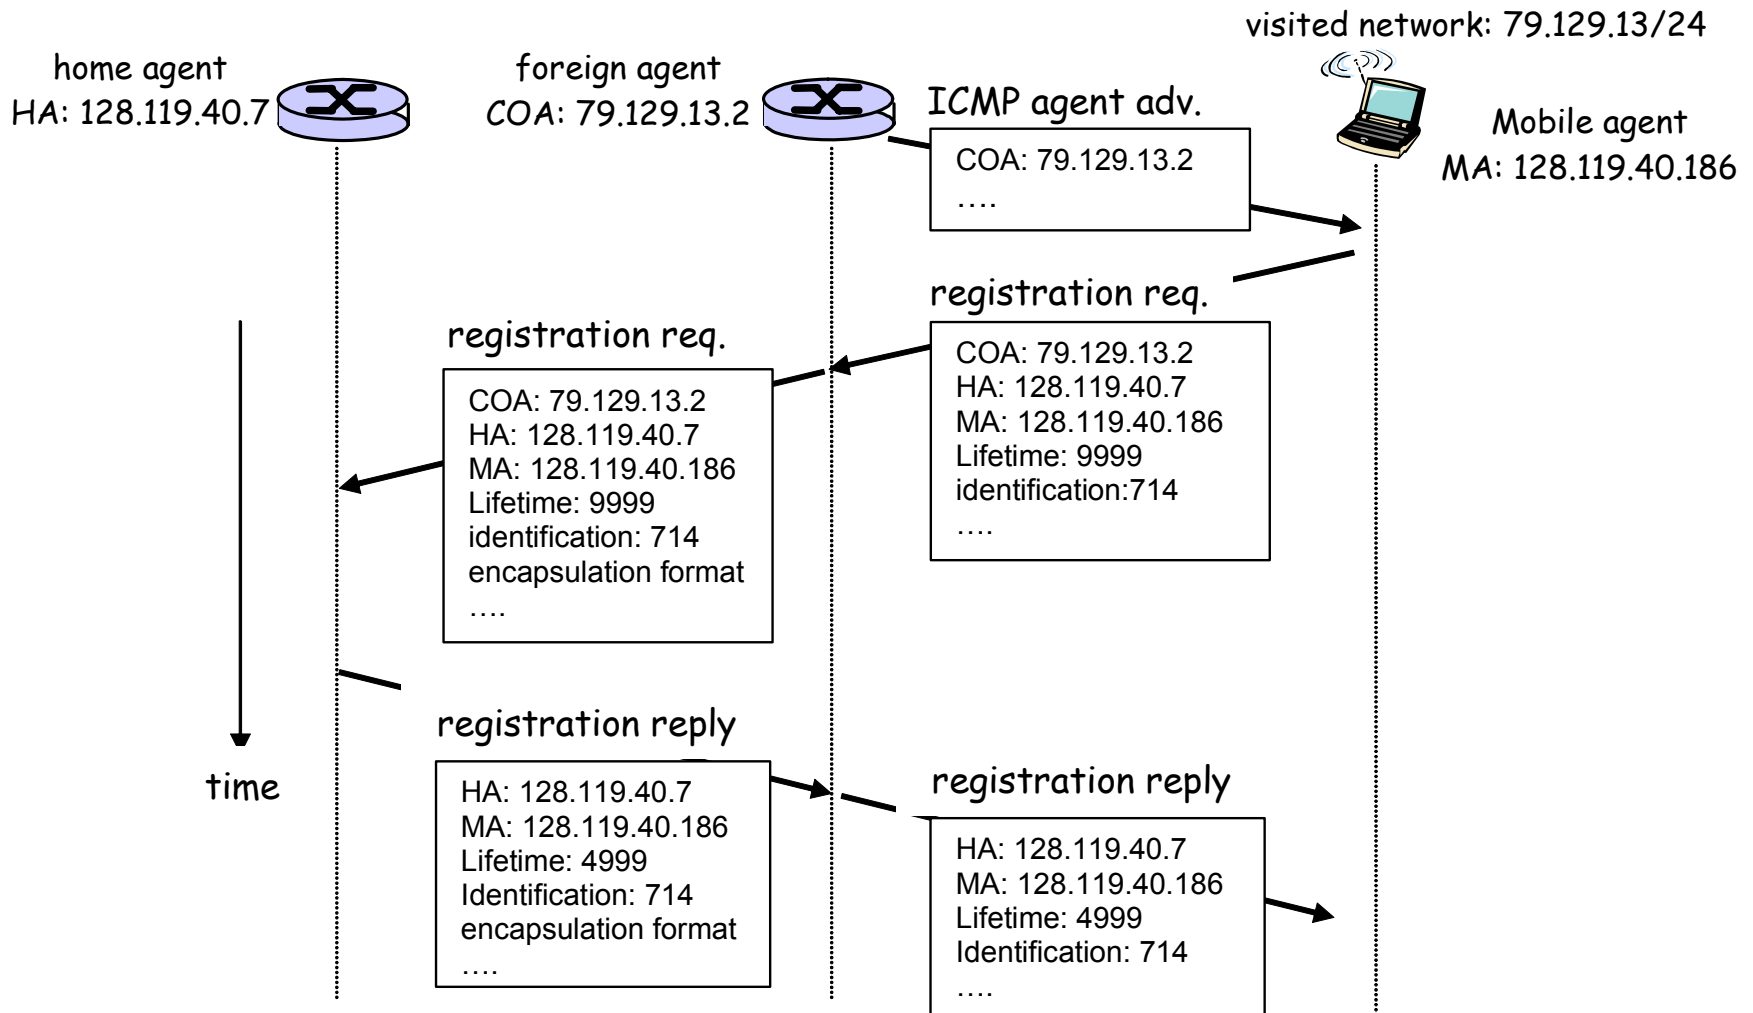 visited network: 79.129.13/24
home agent
HA: 128.119.40.7
foreign agent
COA: 79.129.13.2
ICMP agent adv.
COA: 79.129.13.2
….
Mobile agent
MA: 128.119.40.186
registration req.
COA: 79.129.13.2
HA: 128.119.40.7
MA: 128.119.40.186
Lifetime: 9999
identification:714
….
registration req.
COA: 79.129.13.2
HA: 128.119.40.7
MA: 128.119.40.186
Lifetime: 9999
identification: 714
encapsulation format
….
time
registration reply
HA: 128.119.40.7
MA: 128.119.40.186
Lifetime: 4999
Identification: 714
encapsulation format
….
registration reply
HA: 128.119.40.7
MA: 128.119.40.186
Lifetime: 4999
Identification: 714
….